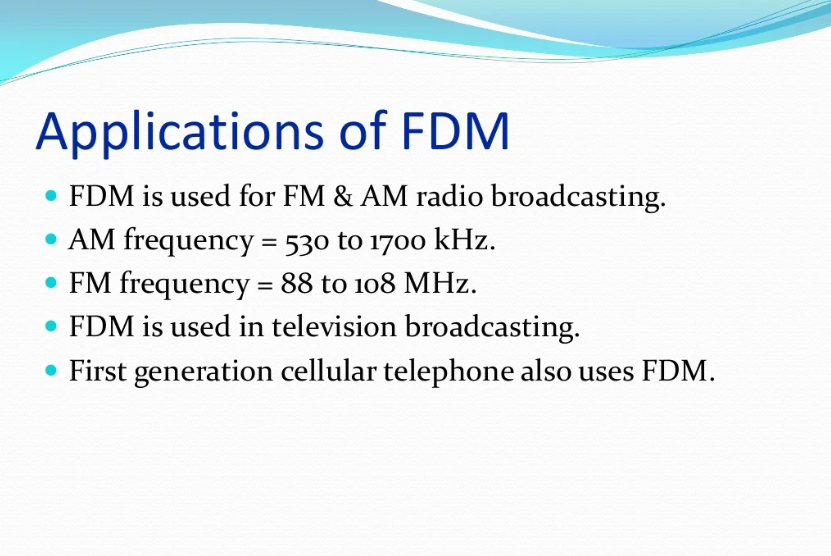 Applications of FDM
• FDM is used for FM & AM radio broadcasting.
• AM frequency = 530 to 1700 kHz.
• FM frequency = 88 to 108 MHz.
• FDM is used in television broadcasting.
• First generation cellular telephone also uses FDM.